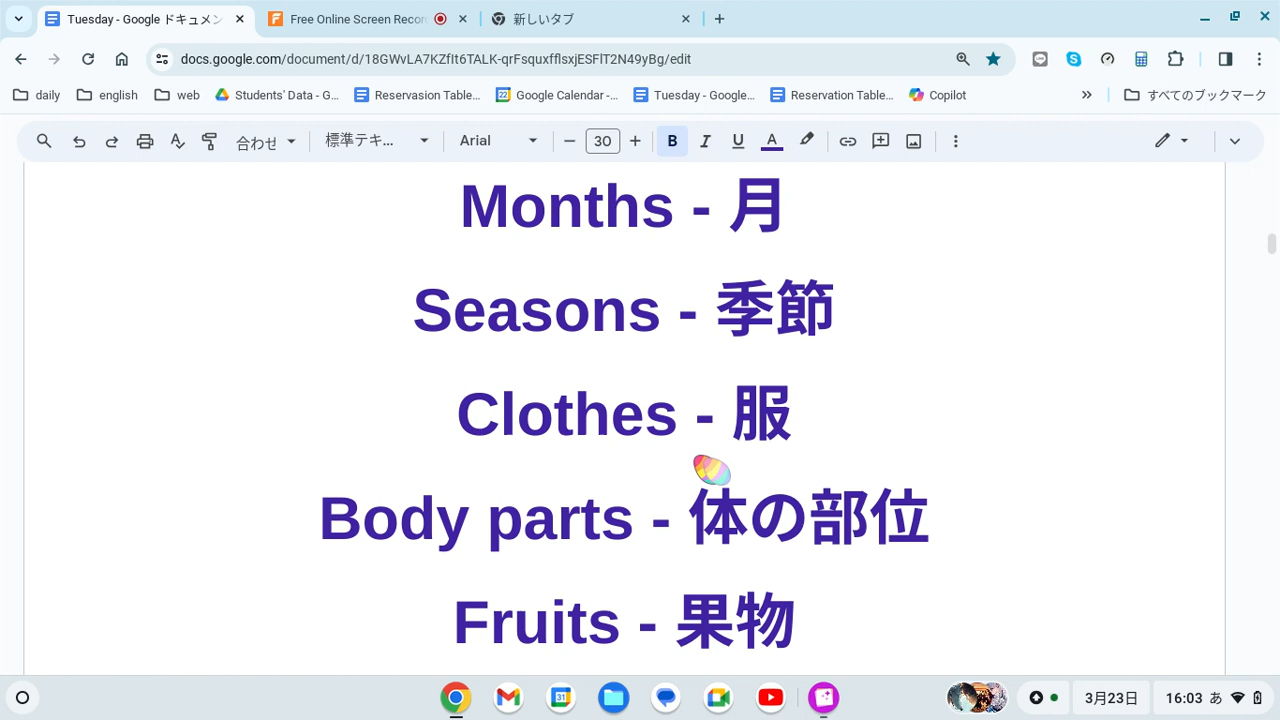 Tuesday - Google ドキュメン
Free Online Screen Recor
新しいタブ
docs.google.com/document/d/18GWvLA7KZfIt6TALK-qrFsquxfflsxjESFlT2N49yBg/edit
daily
english
web
Students' Data - G...
Reservasion Table...
Google Calendar -...
Tuesday - Google...
Reservation Table...
Copilot
すべてのブックマーク
合わせ
標準テキ...
Arial
30
B
I
U
A
Months - 月
Seasons - 季節
Clothes - 服
Body parts - 体の部位
Fruits - 果物
3月23日
16:03 あ